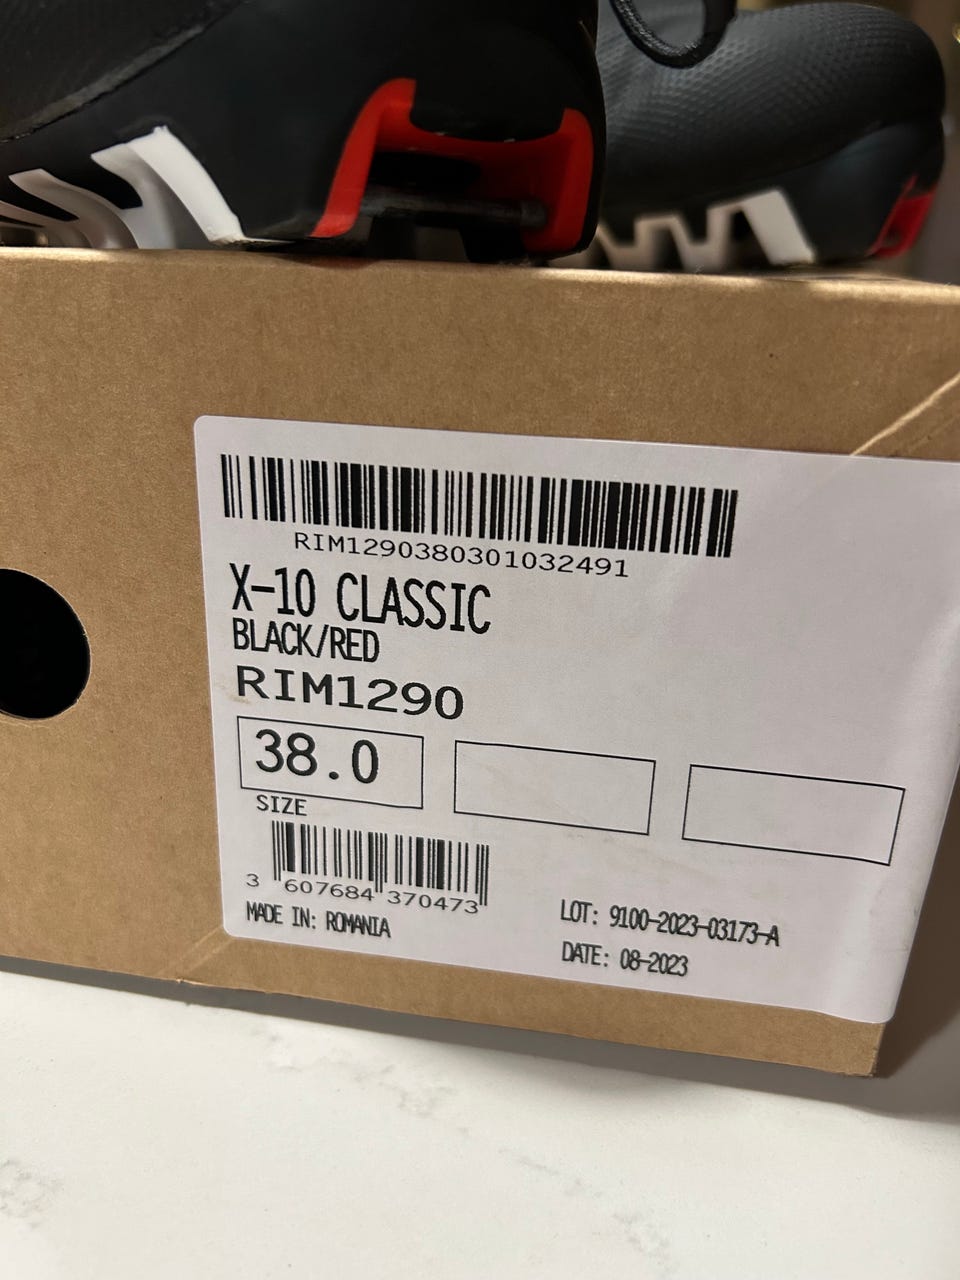 RIM1290380301032491
X-10 CLASSIC
BLACK/RED
RIM1290
38.0
SIZE
3 607684 370473
MADE IN: ROMANIA
LOT: 9100-2023-03173-A
DATE: 08-2023